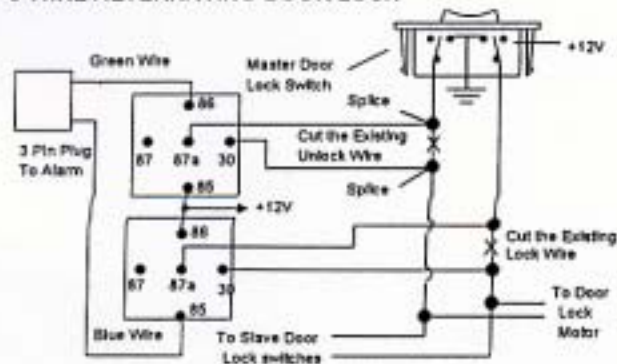 Green Wire
Master Door
Lock Switch
+12V
86
Splice
87
87a
30
Cut the Existing
Unlock Wire
3 Pin Plug
To Alarm
85
Splice
+12V
86
Cut the Existing
Lock Wire
87
87a
30
85
To Door
Lock
Motor
Blue Wire
To Slave Door
Lock switches